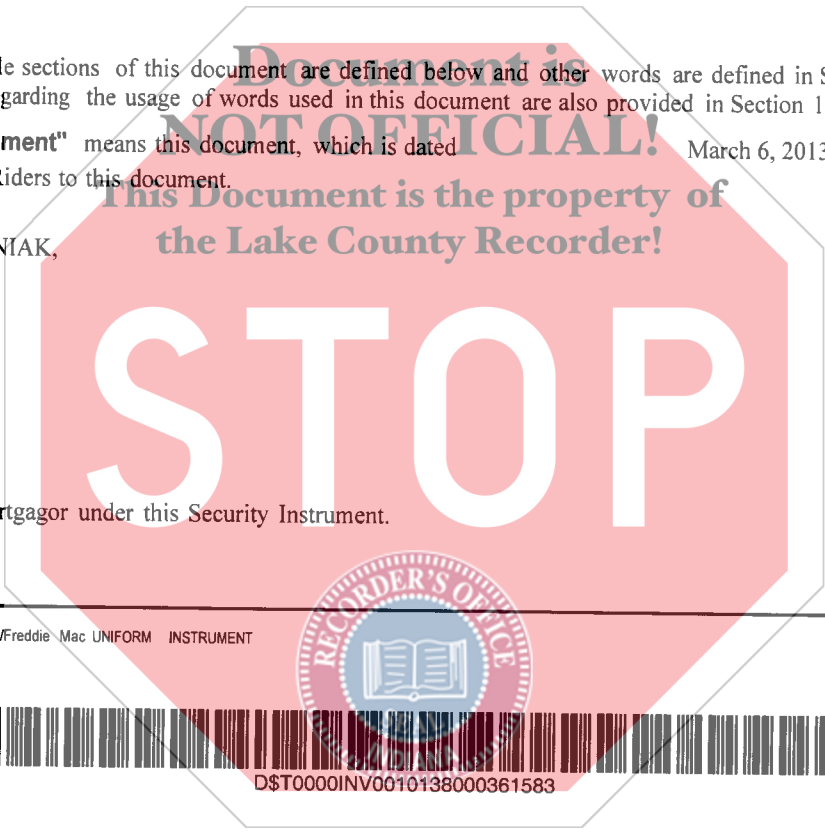 Document is
le sections of this document are defined below and other words are defined in S
garding the usage of words used in this document are also provided in Section 1
NOT OFFICIAL!
ment" means this document, which is dated March 6, 2013
Riders to this document.
This Document is the property of
the Lake County Recorder!
NIAK,
STOP
rtgagor under this Security Instrument.
RECORDER'S OFFICE
/Freddie Mac UNIFORM INSTRUMENT
SEAL
INDIANA
D$T0000INV0010138000361583